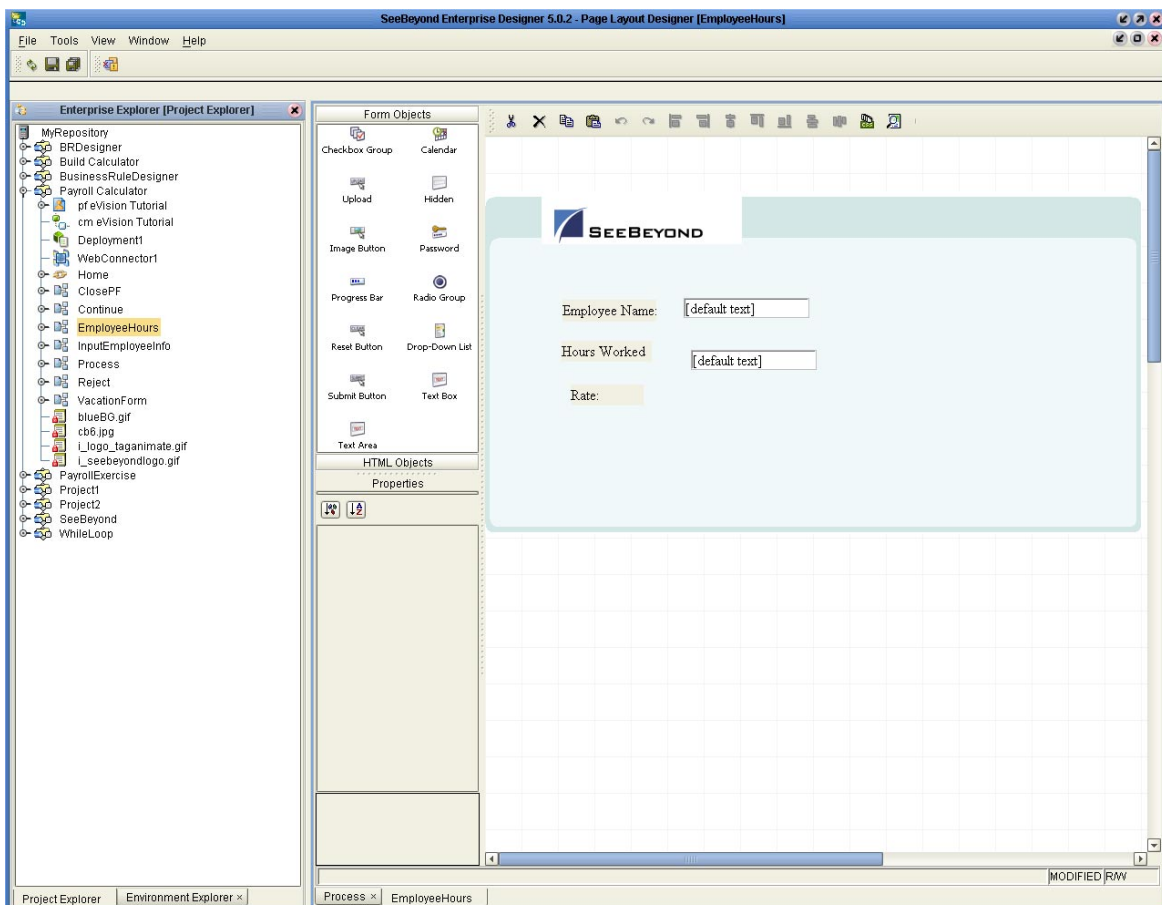 SeeBeyond Enterprise Designer 5.0.2 - Page Layout Designer [EmployeeHours]
File Tools View Window Help
Enterprise Explorer [Project Explorer]
MyRepository
BRDesigner
Build Calculator
BusinessRuleDesigner
Payroll Calculator
pf eVision Tutorial
cm eVision Tutorial
Deployment1
WebConnector1
Home
ClosePF
Continue
EmployeeHours
InputEmployeeInfo
Process
Reject
VacationForm
blueBG.gif
cb6.jpg
i_logo_taganimate.gif
i_seebeyondlogo.gif
PayrollExercise
Project1
Project2
SeeBeyond
WhileLoop
Project Explorer
Environment Explorer ×
Form Objects
Checkbox Group Calendar
Upload Hidden
Image Button Password
Progress Bar Radio Group
Reset Button Drop-Down List
Submit Button Text Box
Text Area
HTML Objects
Properties
SEEBEYOND
Employee Name: [default text]
Hours Worked [default text]
Rate:
MODIFIED R/W
Process × EmployeeHours